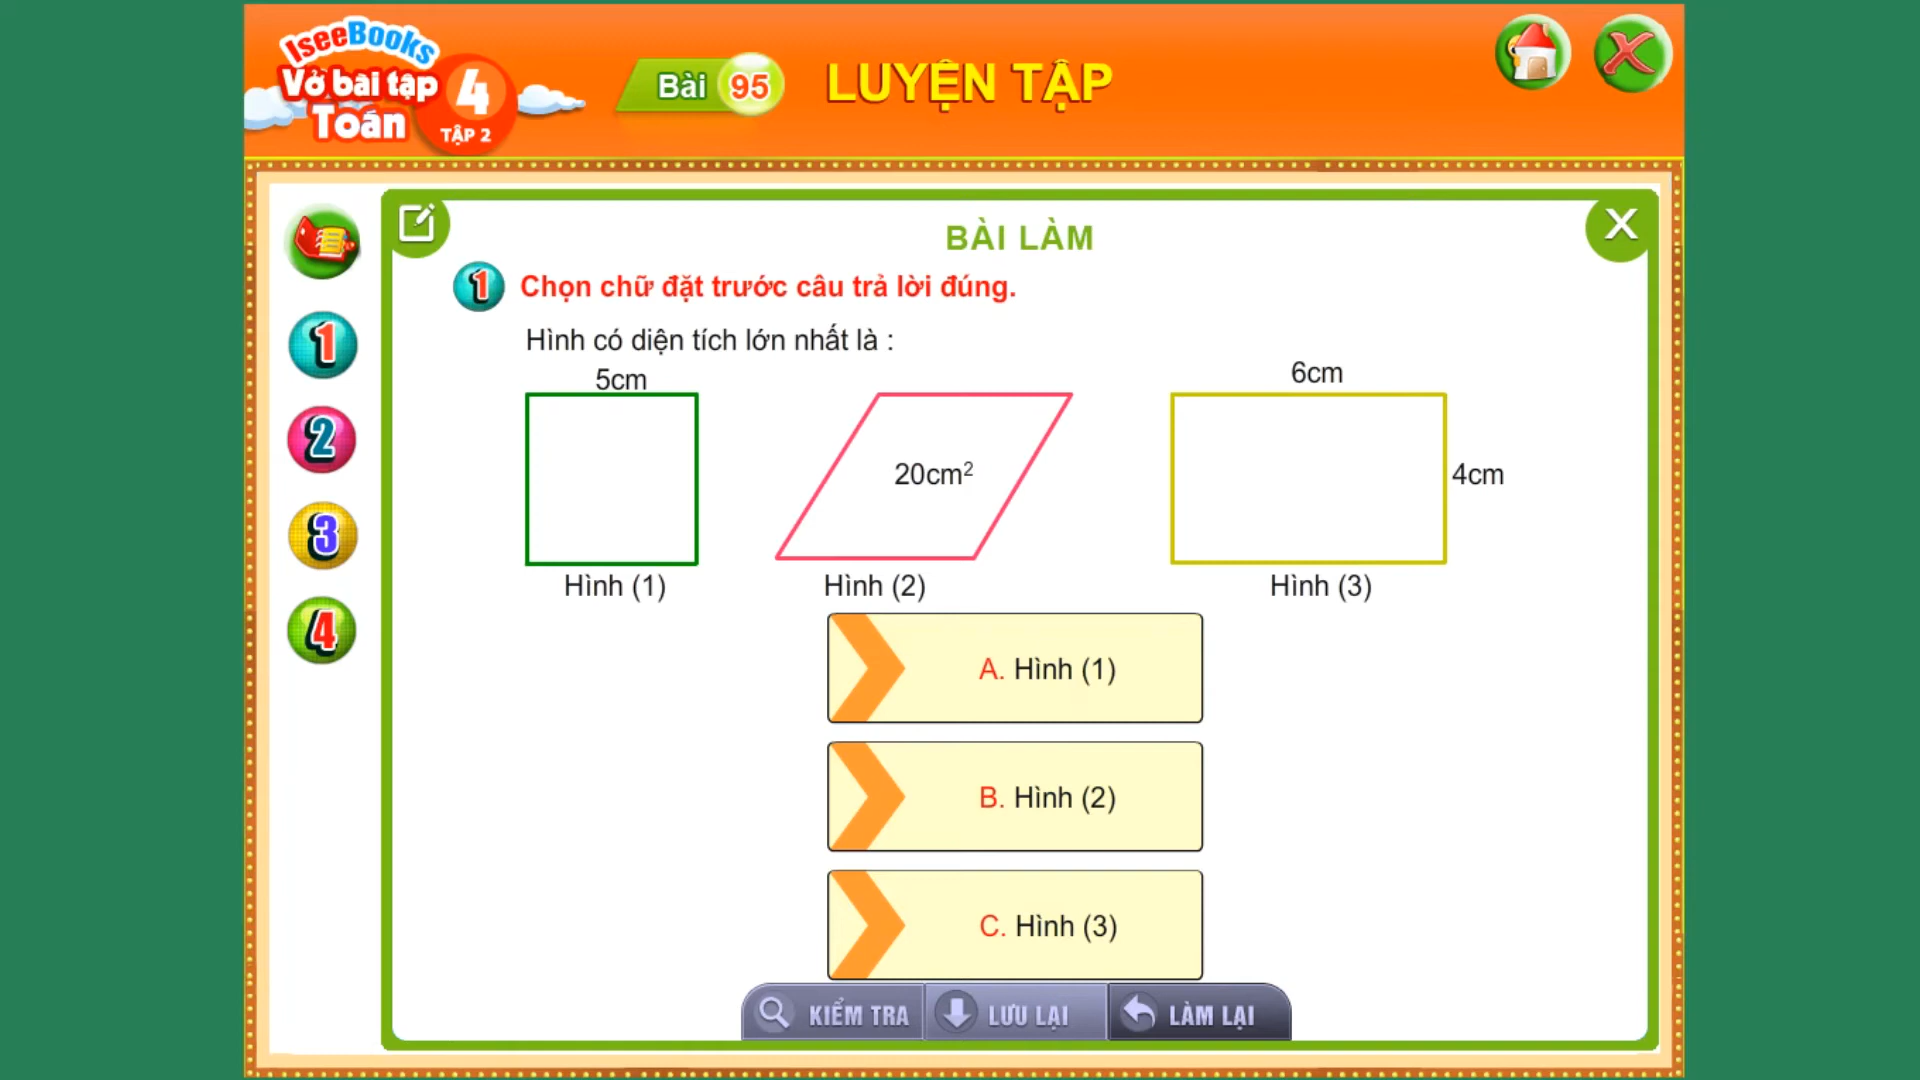 IseeBooks
Vở bài tập
Toán
4
TẬP 2
Bài 95
LUYỆN TẬP
BÀI LÀM
1 Chọn chữ đặt trước câu trả lời đúng.
Hình có diện tích lớn nhất là :
5cm
6cm
20cm²
4cm
Hình (1)
Hình (2)
Hình (3)
1
2
3
4
A. Hình (1)
B. Hình (2)
C. Hình (3)
KIỂM TRA
LƯU LẠI
LÀM LẠI